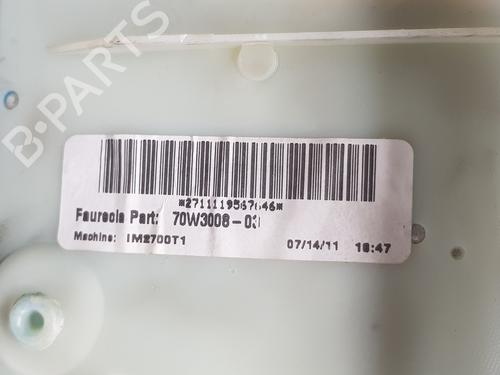 B-PARTS
*2711119567646*
Faurecia Part: 70W3008-03
Machine: IM2700T1 07/14/11 16:47